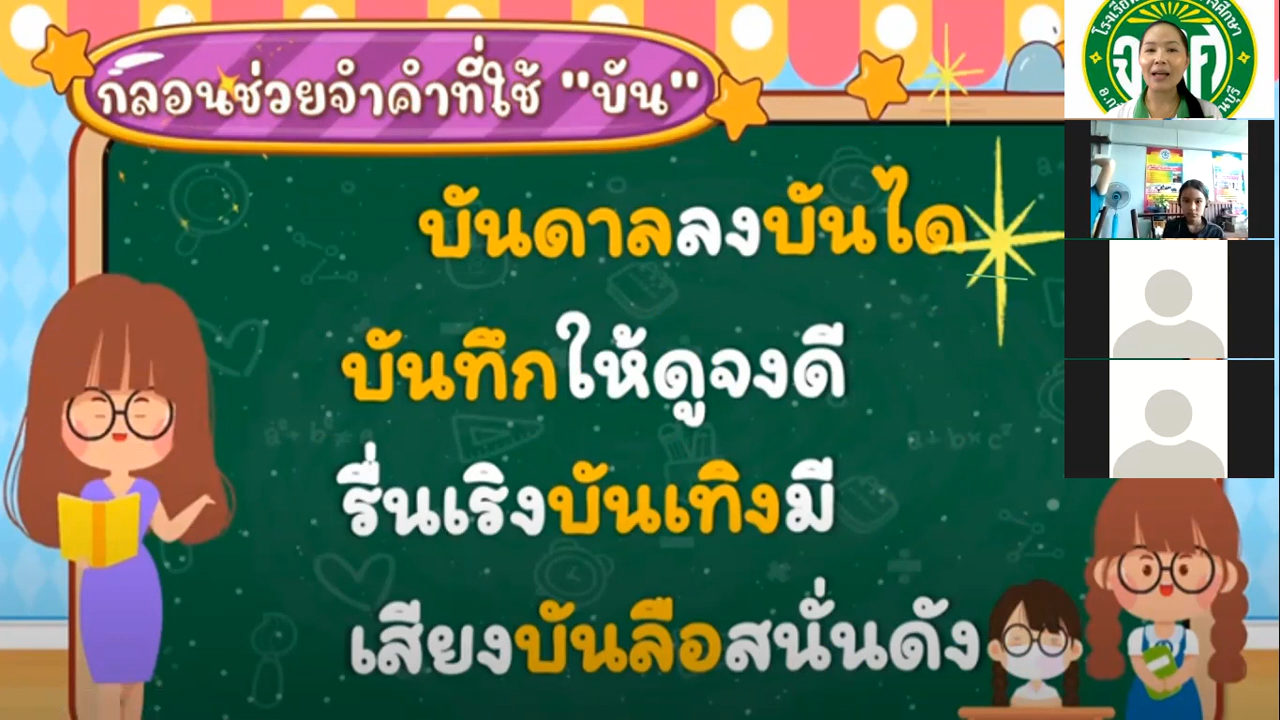 กลอนช่วยจำคำที่ใช้ "บัน"
บันดาลลงบันได
บันทึกให้ดูจงดี
รื่นเริงบันเทิงมี
เสียงบันลือสนั่นดัง